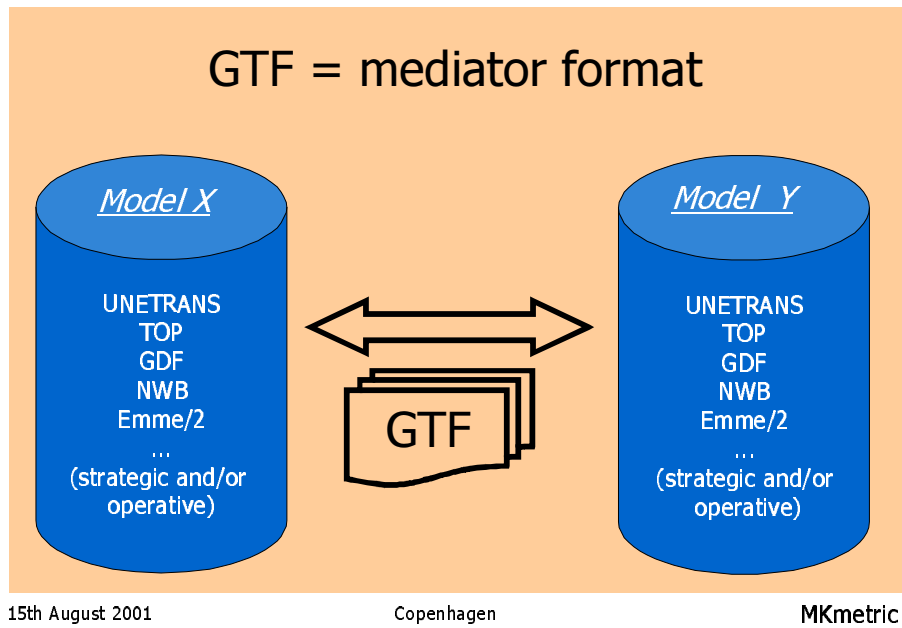 GTF = mediator format
Model X
UNETRANS
TOP
GDF
NWB
Emme/2
...
(strategic and/or
operative)
GTF
Model Y
UNETRANS
TOP
GDF
NWB
Emme/2
...
(strategic and/or
operative)
15th August 2001
Copenhagen
MKmetric